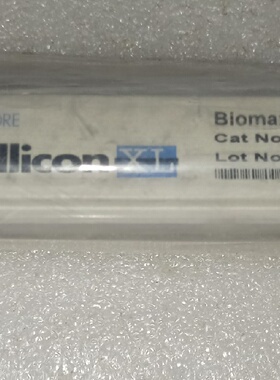 ORE
llicon XL
Bioma
Cat No
Lot No